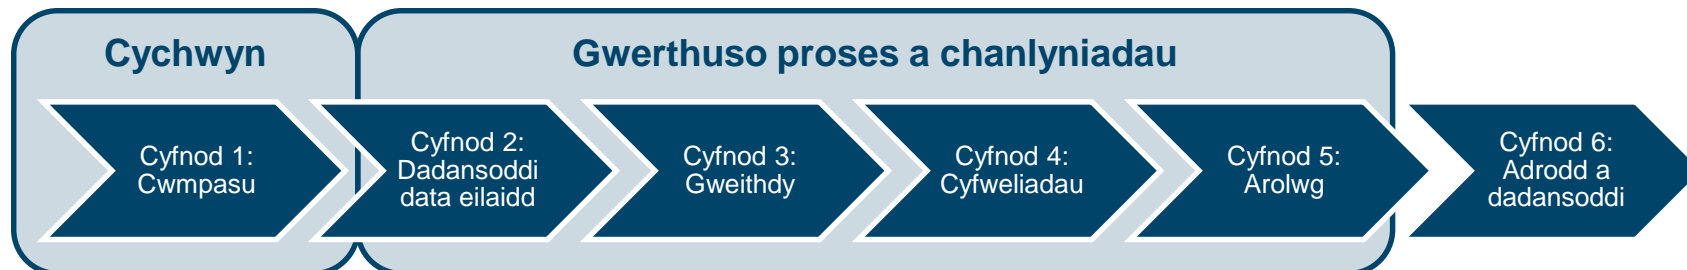 Cychwyn
Gwerthuso proses a chanlyniadau
Cyfnod 1:
Cwmpasu
Cyfnod 2:
Dadansoddi
data eilaidd
Cyfnod 3:
Gweithdy
Cyfnod 4:
Cyfweliadau
Cyfnod 5:
Arolwg
Cyfnod 6:
Adrodd a
dadansoddi